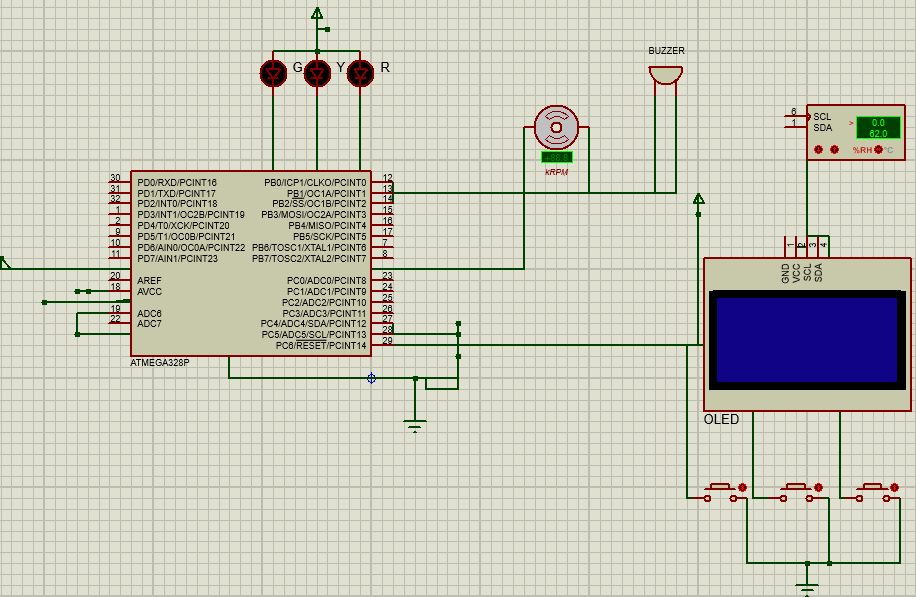 G Y R
BUZZER
kRPM
6 SCL
1 SDA
> 0.0
62.0
%RH °C
30 PD0/RXD/PCINT16 PB0/ICP1/CLKO/PCINT0 12
31 PD1/TXD/PCINT17 PB1/OC1A/PCINT1 13
32 PD2/INT0/PCINT18 PB2/SS/OC1B/PCINT2 14
1 PD3/INT1/OC2B/PCINT19 PB3/MOSI/OC2A/PCINT3 15
2 PD4/T0/XCK/PCINT20 PB4/MISO/PCINT4 16
9 PD5/T1/OC0B/PCINT21 PB5/SCK/PCINT5 17
10 PD6/AIN0/OC0A/PCINT22 PB6/TOSC1/XTAL1/PCINT6 7
11 PD7/AIN1/PCINT23 PB7/TOSC2/XTAL2/PCINT7 8
20 AREF PC0/ADC0/PCINT8 23
18 AVCC PC1/ADC1/PCINT9 24
PC2/ADC2/PCINT10 25
19 ADC6 PC3/ADC3/PCINT11 26
22 ADC7 PC4/ADC4/SDA/PCINT12 27
PC5/ADC5/SCL/PCINT13 28
PC6/RESET/PCINT14 29
ATMEGA328P
1 2 3 4
GND VCC SCL SDA
OLED